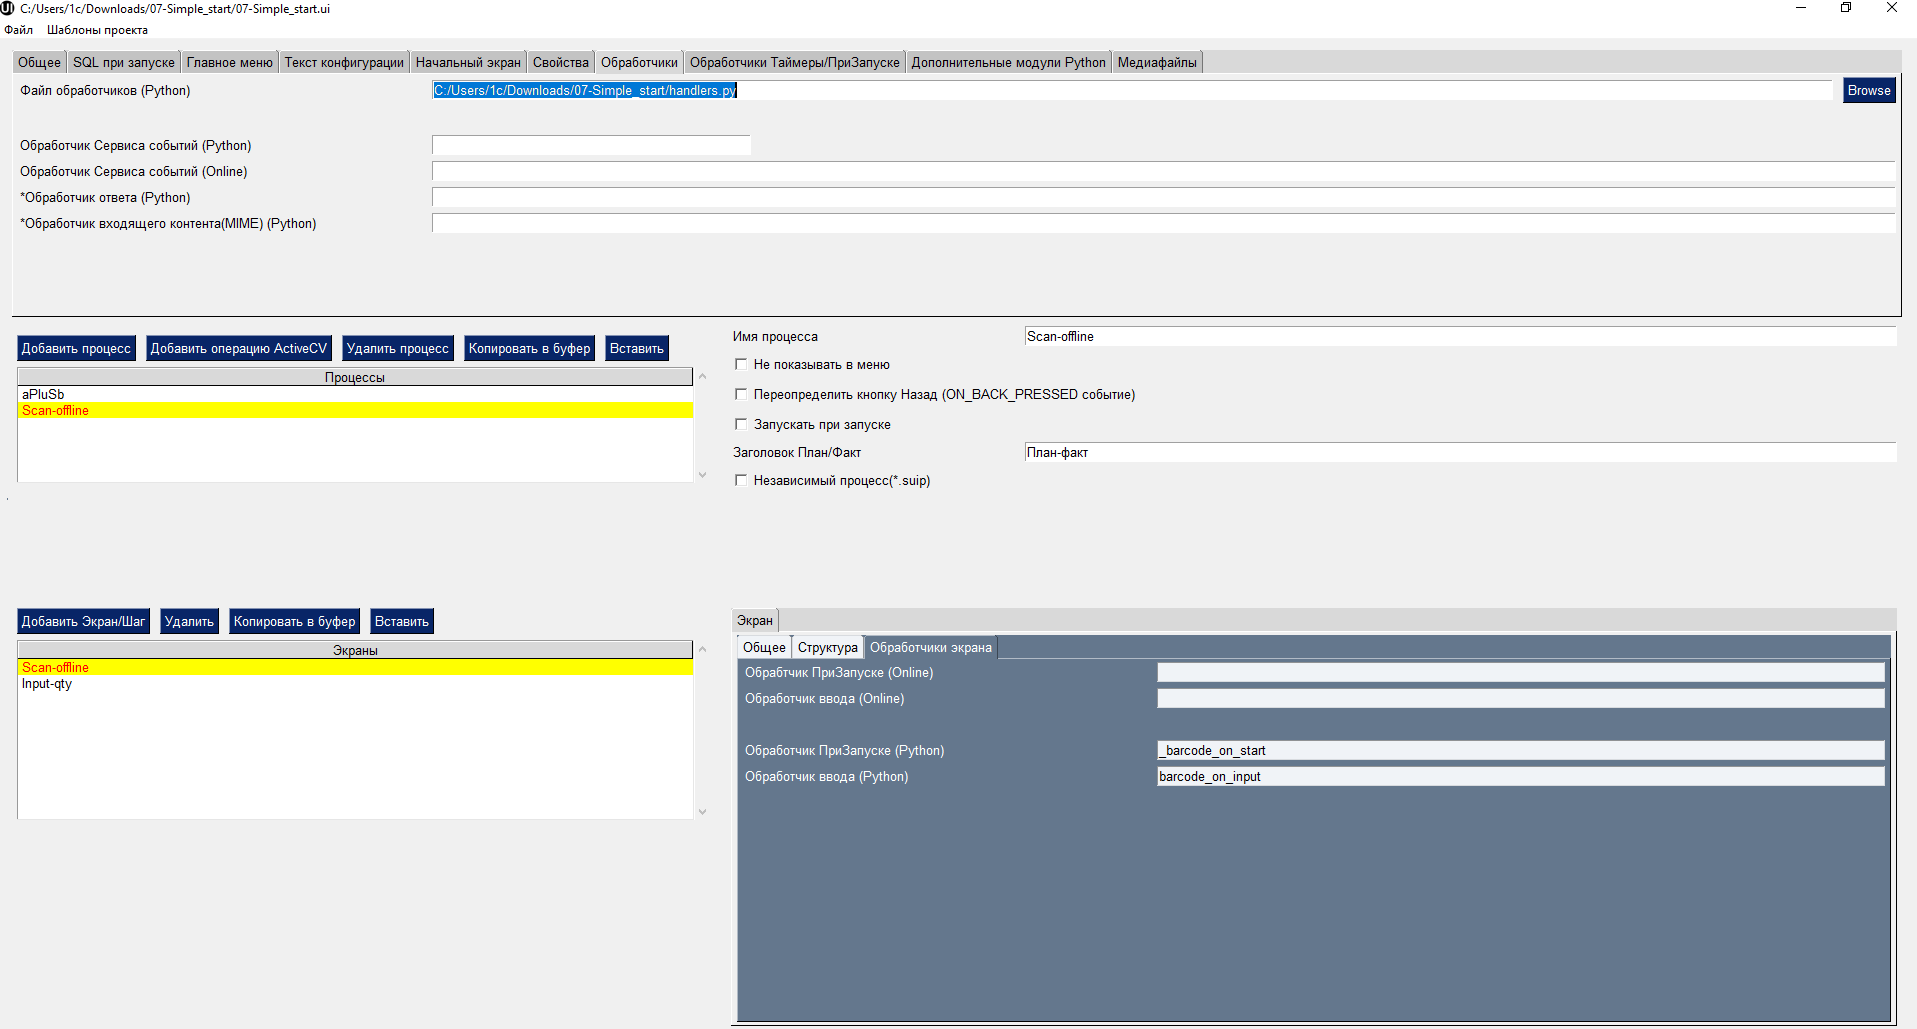 UI C:/Users/1c/Downloads/07-Simple_start/07-Simple_start.ui
Файл Шаблоны проекта
Общее SQL при запуске Главное меню Текст конфигурации Начальный экран Свойства Обработчики Обработчики Таймеры/ПриЗапуске Дополнительные модули Python Медиафайлы
Файл обработчиков (Python) C:/Users/1c/Downloads/07-Simple_start/handlers.py Browse
Обработчик Сервиса событий (Python)
Обработчик Сервиса событий (Online)
*Обработчик ответа (Python)
*Обработчик входящего контента(MIME) (Python)
Добавить процесс Добавить операцию ActiveCV Удалить процесс Копировать в буфер Вставить
Процессы
aPluSb
Scan-offline
Имя процесса Scan-offline
Не показывать в меню
Переопределить кнопку Назад (ON_BACK_PRESSED событие)
Запускать при запуске
Заголовок План/Факт План-факт
Независимый процесс(*.suip)
Добавить Экран/Шаг Удалить Копировать в буфер Вставить
Экраны
Scan-offline
Input-qty
Экран
Общее Структура Обработчики экрана
Обрабтчик ПриЗапуске (Online)
Обработчик ввода (Online)
Обработчик ПриЗапуске (Python) _barcode_on_start
Обработчик ввода (Python) barcode_on_input